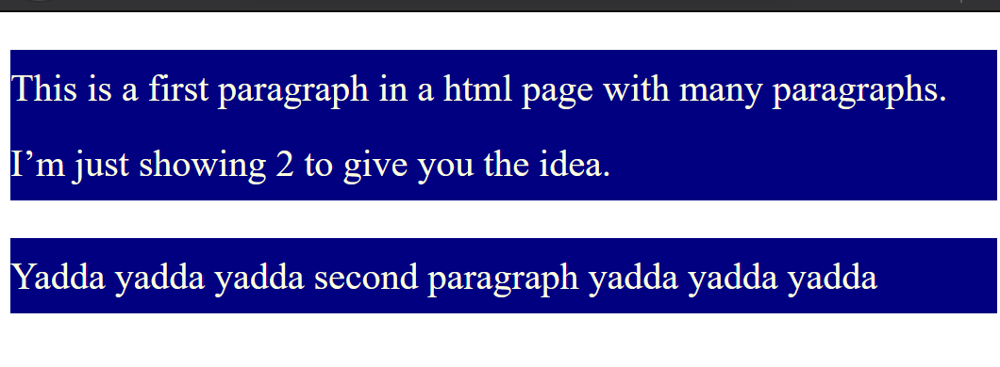 This is a first paragraph in a html page with many paragraphs.
I’m just showing 2 to give you the idea.
Yadda yadda yadda second paragraph yadda yadda yadda